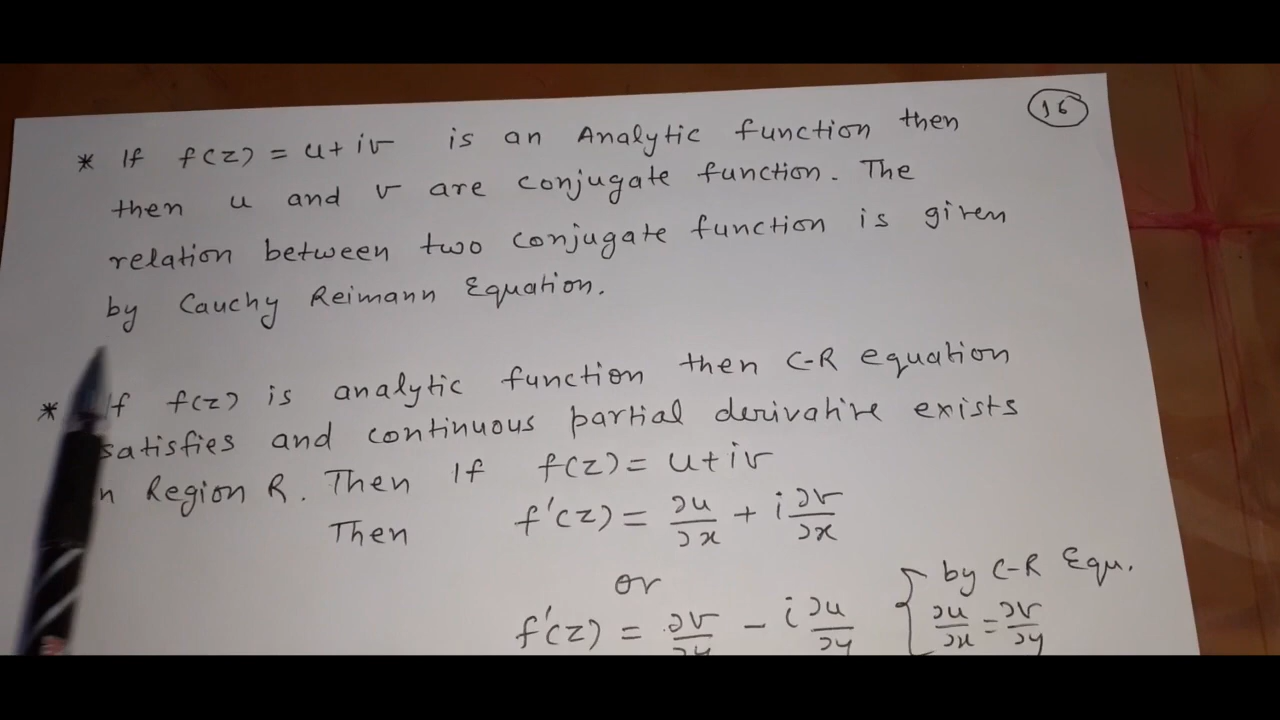 16
* If f(z) = u + iv is an Analytic function then
then u and v are conjugate function. The
relation between two conjugate function is given
by Cauchy Reimann Equation.
* If f(z) is analytic function then C-R equation
satisfies and continuous partial derivative exists
n Region R. Then If f(z) = u + iv
Then f'(z) = ∂u/∂x + i ∂v/∂x
or
f'(z) = ∂v/∂y - i ∂u/∂y { by C-R Equ.
∂u/∂x = ∂v/∂y